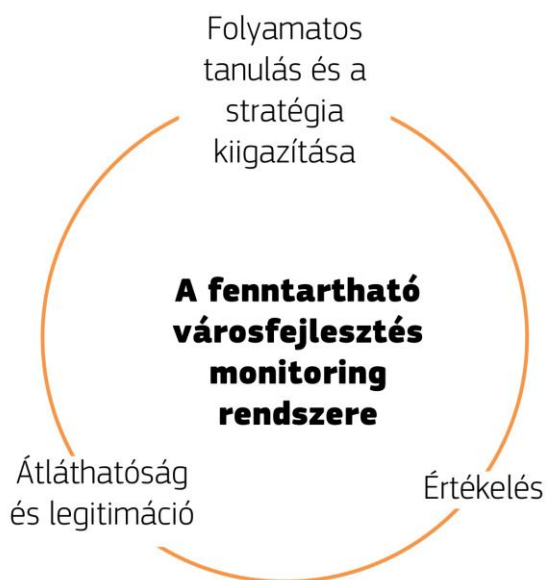 Folyamatos
tanulás és a
stratégia
kiigazítása
A fenntartható
városfejlesztés
monitoring
rendszere
Átláthatóság
és legitimáció
Értékelés